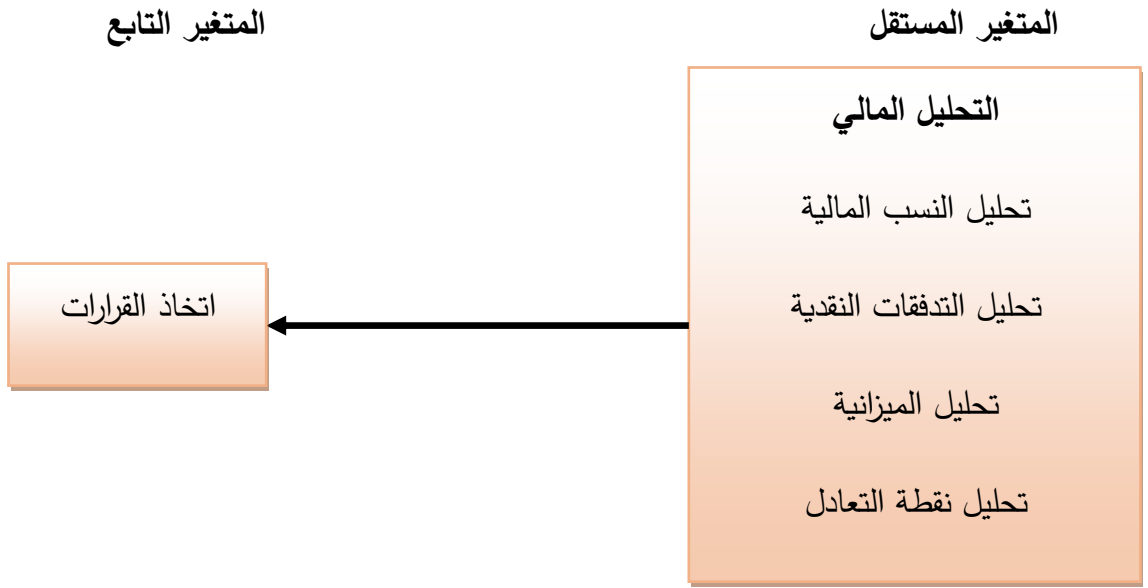 المتغير المستقل
المتغير التابع
التحليل المالي
تحليل النسب المالية
تحليل التدفقات النقدية
تحليل الميزانية
تحليل نقطة التعادل
اتخاذ القرارات